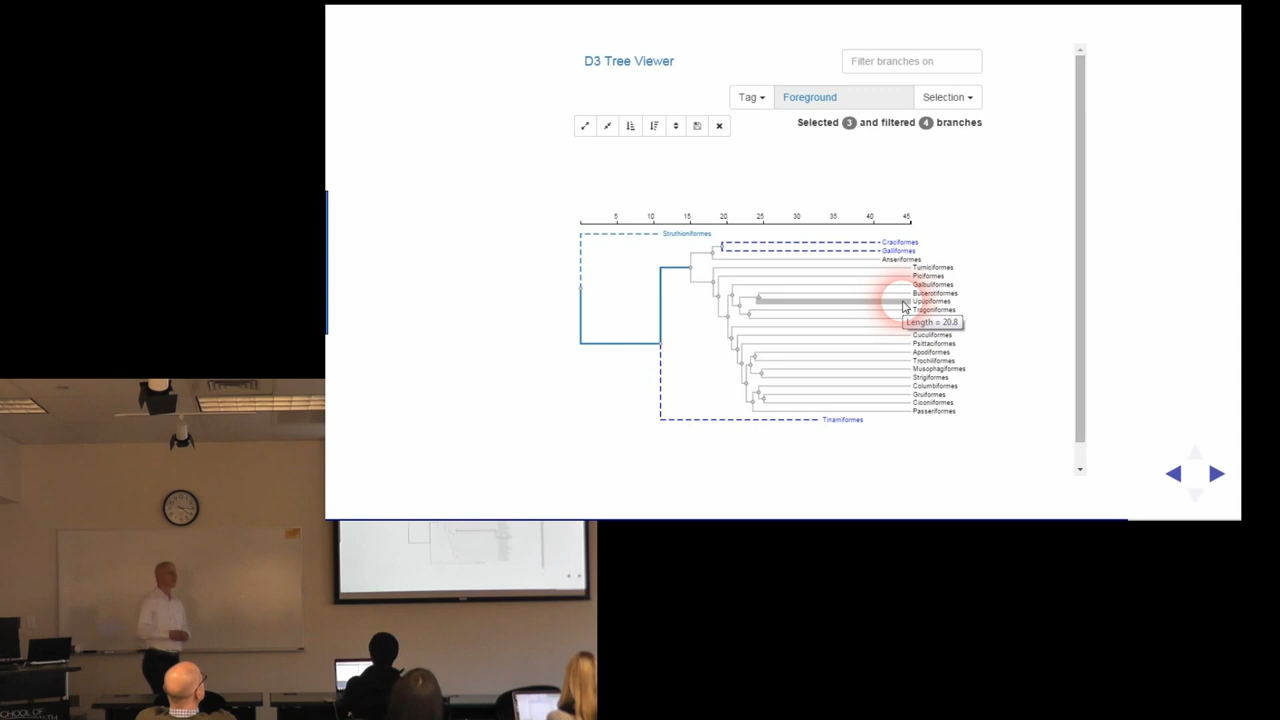 D3 Tree Viewer
Filter branches on
Tag
Foreground
Selection
Selected 3 and filtered 4 branches
5 10 15 20 25 30 35 40 45
Struthioniformes
Craciformes
Galliformes
Anseriformes
Turniciformes
Piciformes
Galbuliformes
Bucerotiformes
Upupiformes
Trogoniformes
Length = 20.8
Cuculiformes
Psittaciformes
Apodiformes
Trochiliformes
Musophagiformes
Strigiformes
Columbiformes
Gruiformes
Ciconiiformes
Passeriformes
Tinamiformes
SCHOOL OF